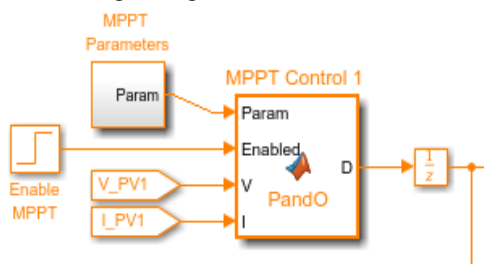 MPPT
Parameters
Param
MPPT Control 1
Param
Enabled
V
I
D
PandO
1
z
Enable
MPPT
V_PV1
I_PV1